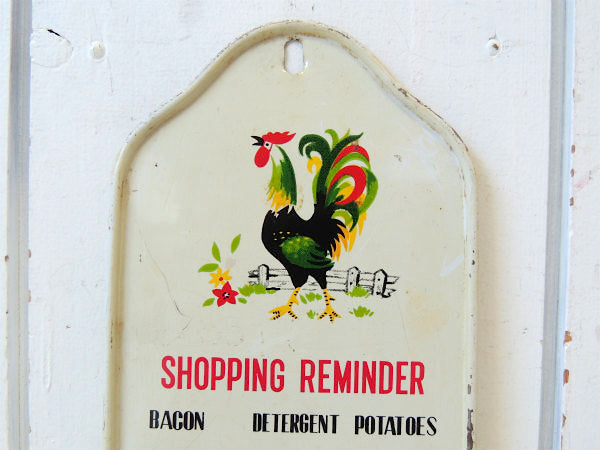 SHOPPING REMINDER
BACON DETERGENT POTATOES